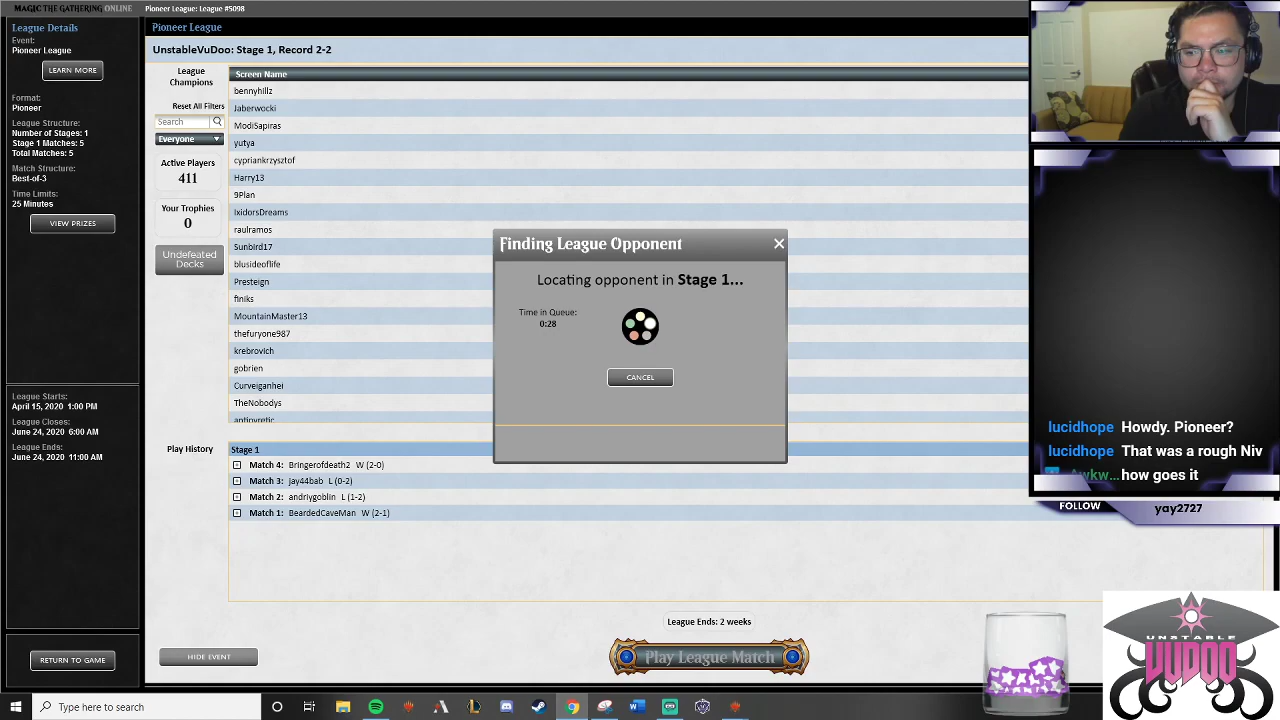 MAGIC THE GATHERING ONLINE
Pioneer League: League #5098
League Details
Event:
Pioneer League
LEARN MORE
Format:
Pioneer
League Structure:
Number of Stages: 1
Stage 1 Matches: 5
Total Matches: 5
Match Structure:
Best-of-3
Time Limits:
25 Minutes
VIEW PRIZES
League Starts:
April 15, 2020 1:00 PM
League Closes:
June 24, 2020 6:00 AM
League Ends:
June 24, 2020 11:00 AM
RETURN TO GAME
Pioneer League
UnstableVuDoo: Stage 1, Record 2-2
League
Champions
Reset All Filters
Search
Everyone
Active Players
411
Your Trophies
0
Undefeated
Decks
Screen Name
bennyhillz
Jaberwocki
ModiSapiras
yutya
cypriankrzysztof
Harry13
9Plan
IxidorsDreams
raulramos
Sunbird17
blusideoflife
Presteign
finiks
MountainMaster13
thefuryone987
krebrovich
gobrien
Curveiganhei
TheNobodys
antipyretic
Finding League Opponent
Locating opponent in Stage 1...
Time in Queue:
0:28
CANCEL
Play History
Stage 1
Match 4: Bringerofdeath2 W (2-0)
Match 3: jay44bab L (0-2)
Match 2: andriygoblin L (1-2)
Match 1: BeardedCaveMan W (2-1)
League Ends: 2 weeks
HIDE EVENT
Play League Match
lucidhope Howdy. Pioneer?
lucidhope That was a rough Niv
Awkw... how goes it
FOLLOW
yay2727
UNSTABLE
VUDOO
Type here to search